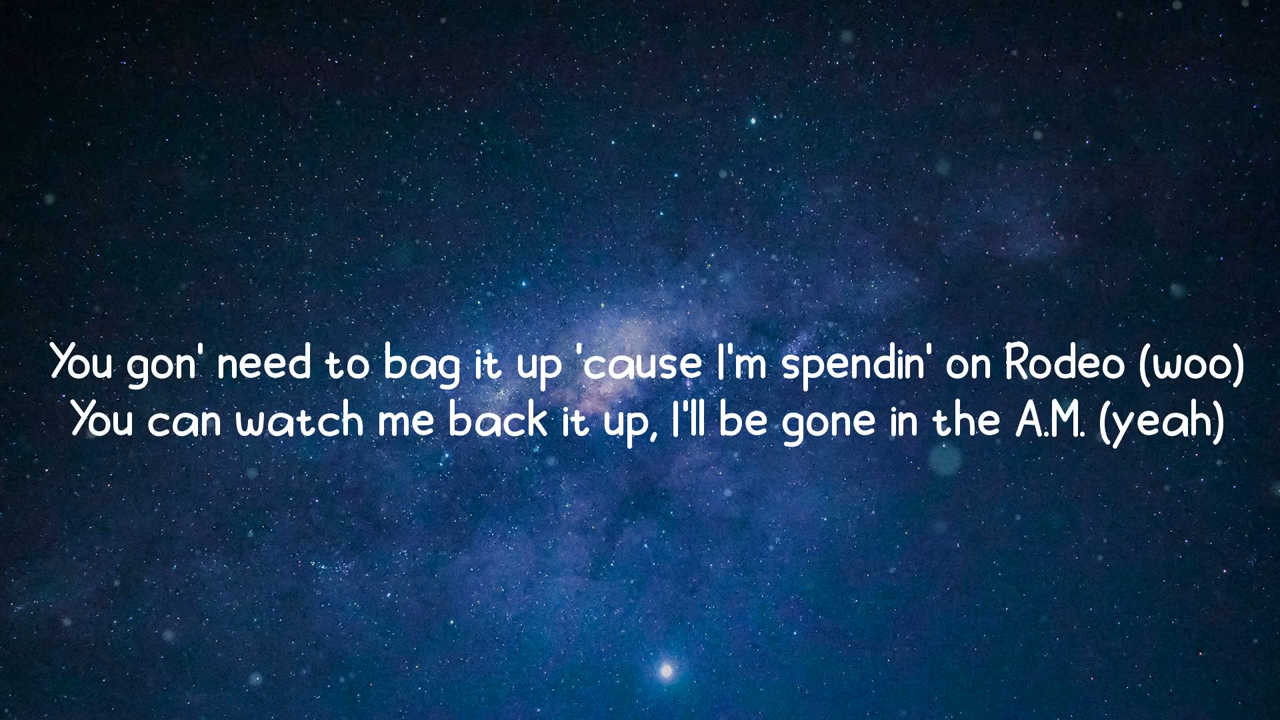 You gon' need to bag it up 'cause I'm spendin' on Rodeo (woo)
You can watch me back it up, I'll be gone in the A.M. (yeah)